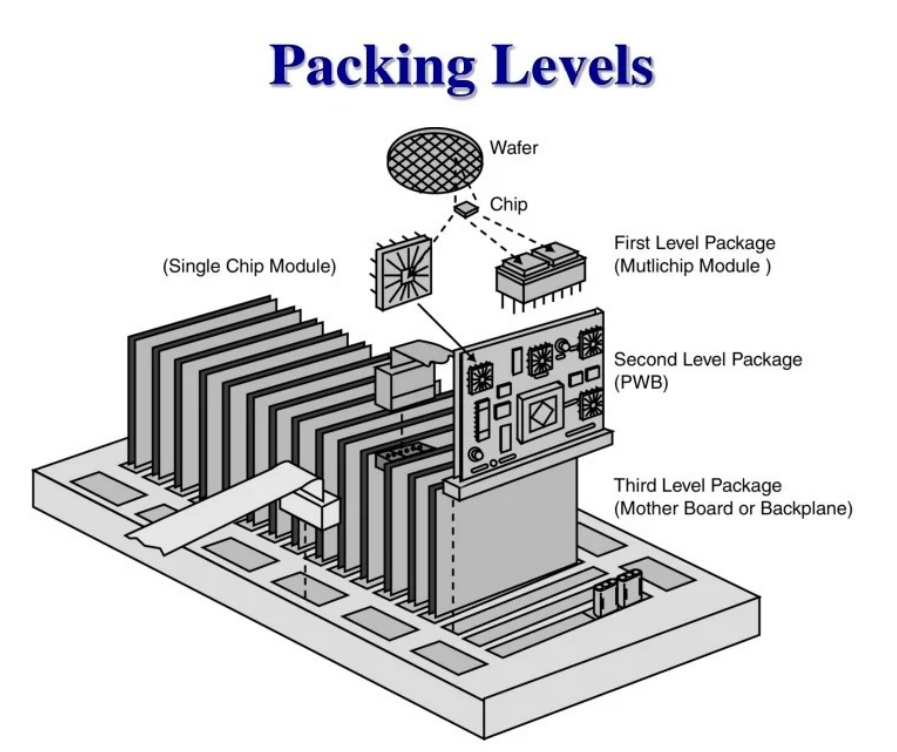 Packing Levels
Wafer
Chip
First Level Package
(Mutlichip Module )
(Single Chip Module)
Second Level Package
(PWB)
Third Level Package
(Mother Board or Backplane)